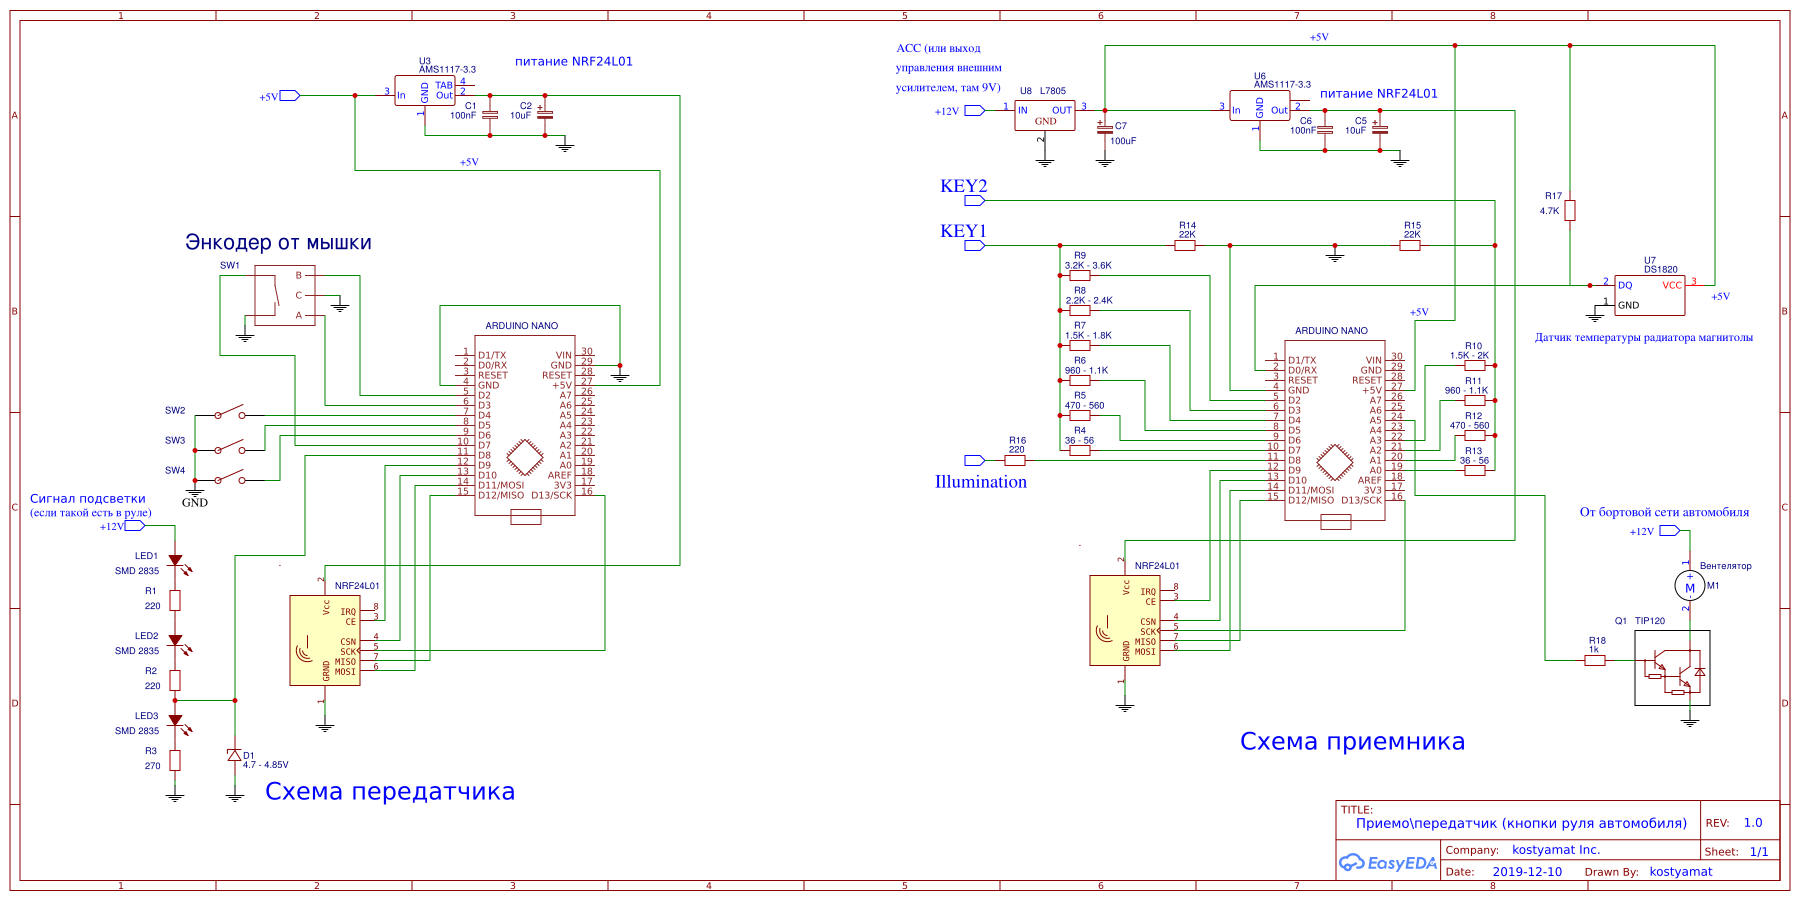 1 2 3 4 5 6 7 8
A
B
C
D
U3
AMS1117-3.3
питание NRF24L01
+5V
3 In
TAB 4
Out 2
GND
1
C1
100nF
C2
10uF
+5V
Энкодер от мышки
SW1
B
C
A
SW2
SW3
SW4
GND
ARDUINO NANO
1 D1/TX VIN 30
2 D0/RX GND 29
3 RESET RESET 28
4 GND +5V 27
5 D2 A7 26
6 D3 A6 25
7 D4 A5 24
8 D5 A4 23
9 D6 A3 22
10 D7 A2 21
11 D8 A1 20
12 D9 A0 19
13 D10 AREF 18
14 D11/MOSI 3V3 17
15 D12/MISO D13/SCK 16
Сигнал подсветки
(если такой есть в руле)
+12V
LED1
SMD 2835
R1
220
LED2
SMD 2835
R2
220
LED3
SMD 2835
R3
270
D1
4.7 - 4.85V
NRF24L01
2
Vcc
IRQ 8
CE 3
CSN 4
SCK 5
MISO 7
MOSI 6
GRND
1
Схема передатчика
ACC (или выход
управления внешним
усилителем, там 9V)
+12V
U8 L7805
1 IN OUT 3
GND
2
C7
100uF
+5V
U6
AMS1117-3.3
питание NRF24L01
3 In Out 2
GND
1
C6
100nF
C5
10uF
KEY2
KEY1
R14
22K
R15
22K
R17
4.7K
U7
DS1820
2 DQ VCC 3
1 GND
+5V
Датчик температуры радиатора магнитолы
R9
3.2K - 3.6K
R8
2.2K - 2.4K
R7
1.5K - 1.8K
R6
960 - 1.1K
R5
470 - 560
R4
36 - 56
R16
220
Illumination
+5V
ARDUINO NANO
1 D1/TX VIN 30
2 D0/RX GND 29
3 RESET RESET 28
4 GND +5V 27
5 D2 A7 26
6 D3 A6 25
7 D4 A5 24
8 D5 A4 23
9 D6 A3 22
10 D7 A2 21
11 D8 A1 20
12 D9 A0 19
13 D10 AREF 18
14 D11/MOSI 3V3 17
15 D12/MISO D13/SCK 16
R10
1.5K - 2K
R11
960 - 1.1K
R12
470 - 560
R13
36 - 56
NRF24L01
2
Vcc
IRQ 8
CE 3
CSN 4
SCK 5
MISO 7
MOSI 6
GRND
1
От бортовой сети автомобиля
+12V
1
+
M
-
Вентелятор
M1
2
Q1 TIP120
R18
1k
Схема приемника
TITLE:
Приемо\передатчик (кнопки руля автомобиля)
REV: 1.0
EasyEDA
Company: kostyamat Inc.
Sheet: 1/1
Date: 2019-12-10 Drawn By: kostyamat
A
B
C
D
1 2 3 4 5 6 7 8